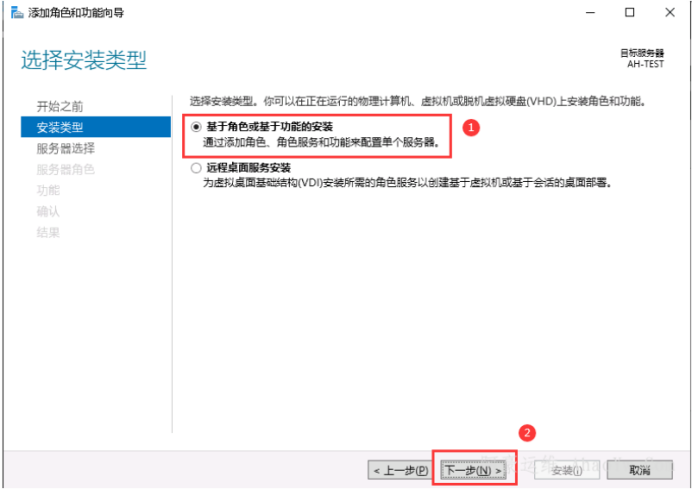 添加角色和功能向导
选择安装类型
目标服务器
AH-TEST
开始之前
安装类型
服务器选择
服务器角色
功能
确认
结果
选择安装类型。你可以在正在运行的物理计算机、虚拟机或脱机虚拟硬盘(VHD)上安装角色和功能。
基于角色或基于功能的安装
1
通过添加角色、角色服务和功能来配置单个服务器。
远程桌面服务安装
为虚拟桌面基础结构(VDI)安装所需的角色服务以创建基于虚拟机或基于会话的桌面部署。
2
< 上一步(P)
下一步(N) >
安装(I)
取消